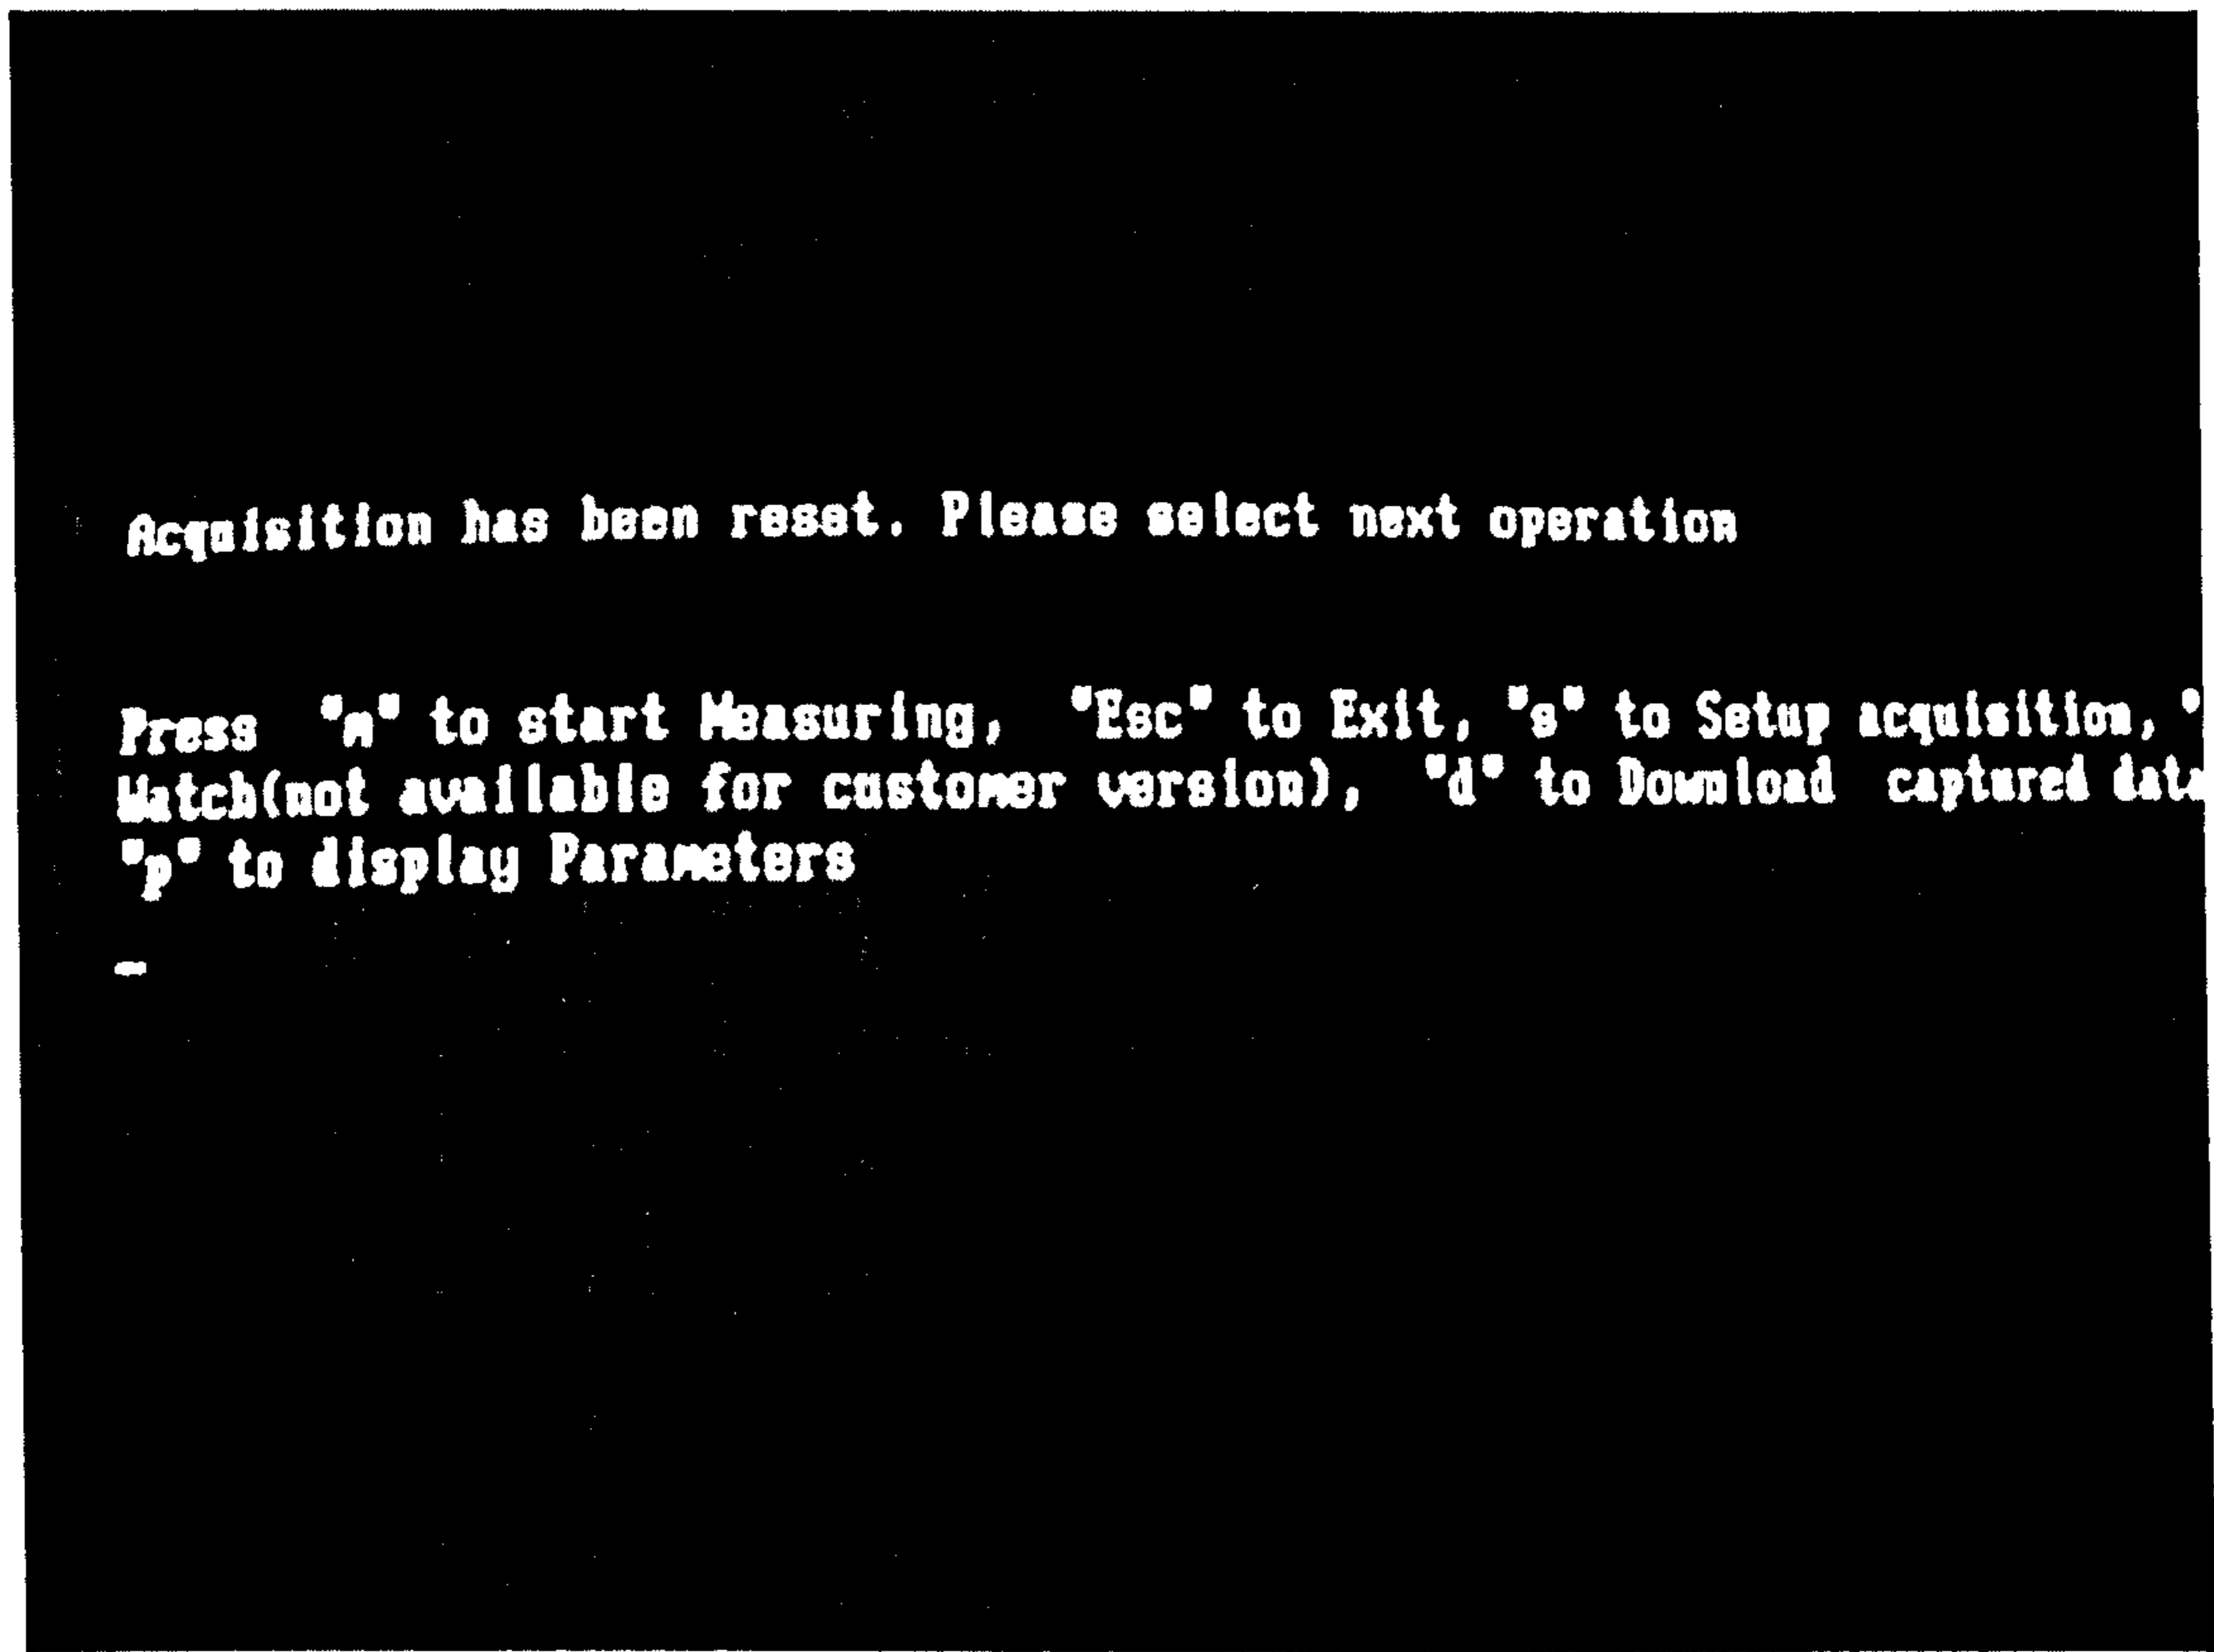 Acquisition has been reset. Please select next operation
Press "m" to start Measuring, "Esc" to Exit, "s" to Setup acquisition, "
Watch(not available for customer version), "d" to Download captured data
"p" to display Parameters
_